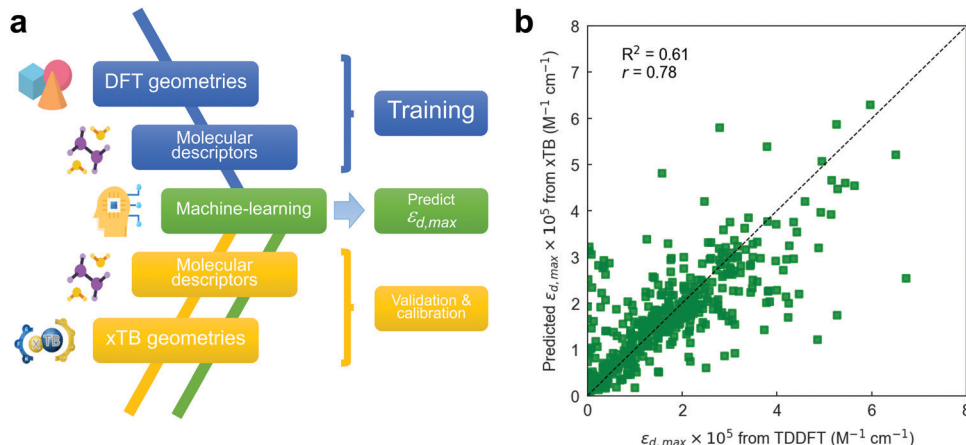 a
DFT geometries
Molecular
descriptors
Machine-learning
Molecular
descriptors
xTB geometries
xTB
Training
Predict
εd,max
Validation &
calibration
b
R² = 0.61
r = 0.78
Predicted εd,max × 10⁵ from xTB (M⁻¹ cm⁻¹)
8
7
6
5
4
3
2
1
0
0
2
4
6
8
εd,max × 10⁵ from TDDFT (M⁻¹ cm⁻¹)